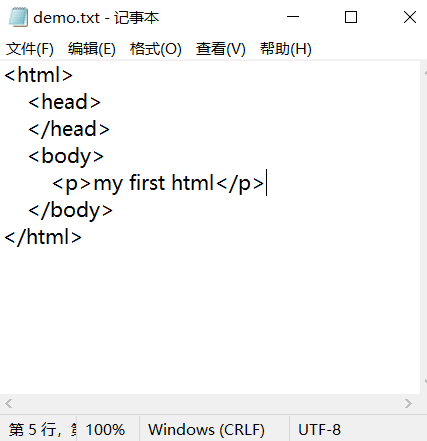 demo.txt - 记事本
文件(F) 编辑(E) 格式(O) 查看(V) 帮助(H)
<html>
    <head>
    </head>
    <body>
        <p>my first html</p>
    </body>
</html>
第 5 行, 100% Windows (CRLF) UTF-8